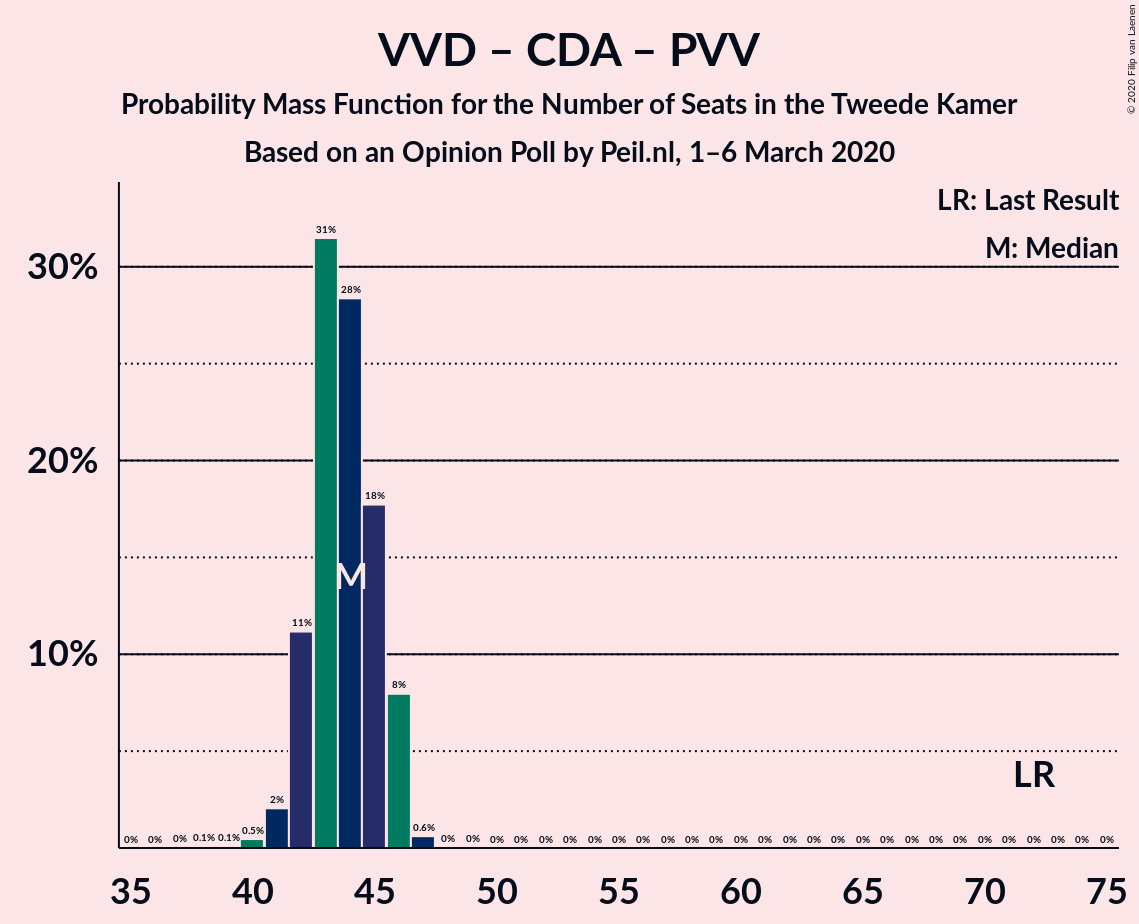 VVD – CDA – PVV
Probability Mass Function for the Number of Seats in the Tweede Kamer
Based on an Opinion Poll by Peil.nl, 1–6 March 2020
© 2020 Filip van Laenen
LR: Last Result
M: Median
30%
20%
10%
0% 0% 0% 0.1% 0.1% 0.5% 2% 11% 31% 28% 18% 8% 0.6% 0% 0% 0% 0% 0% 0% 0% 0% 0% 0% 0% 0% 0% 0% 0% 0% 0% 0% 0% 0% 0% 0% 0% 0% 0% 0% 0% 0%
M
LR
35 40 45 50 55 60 65 70 75